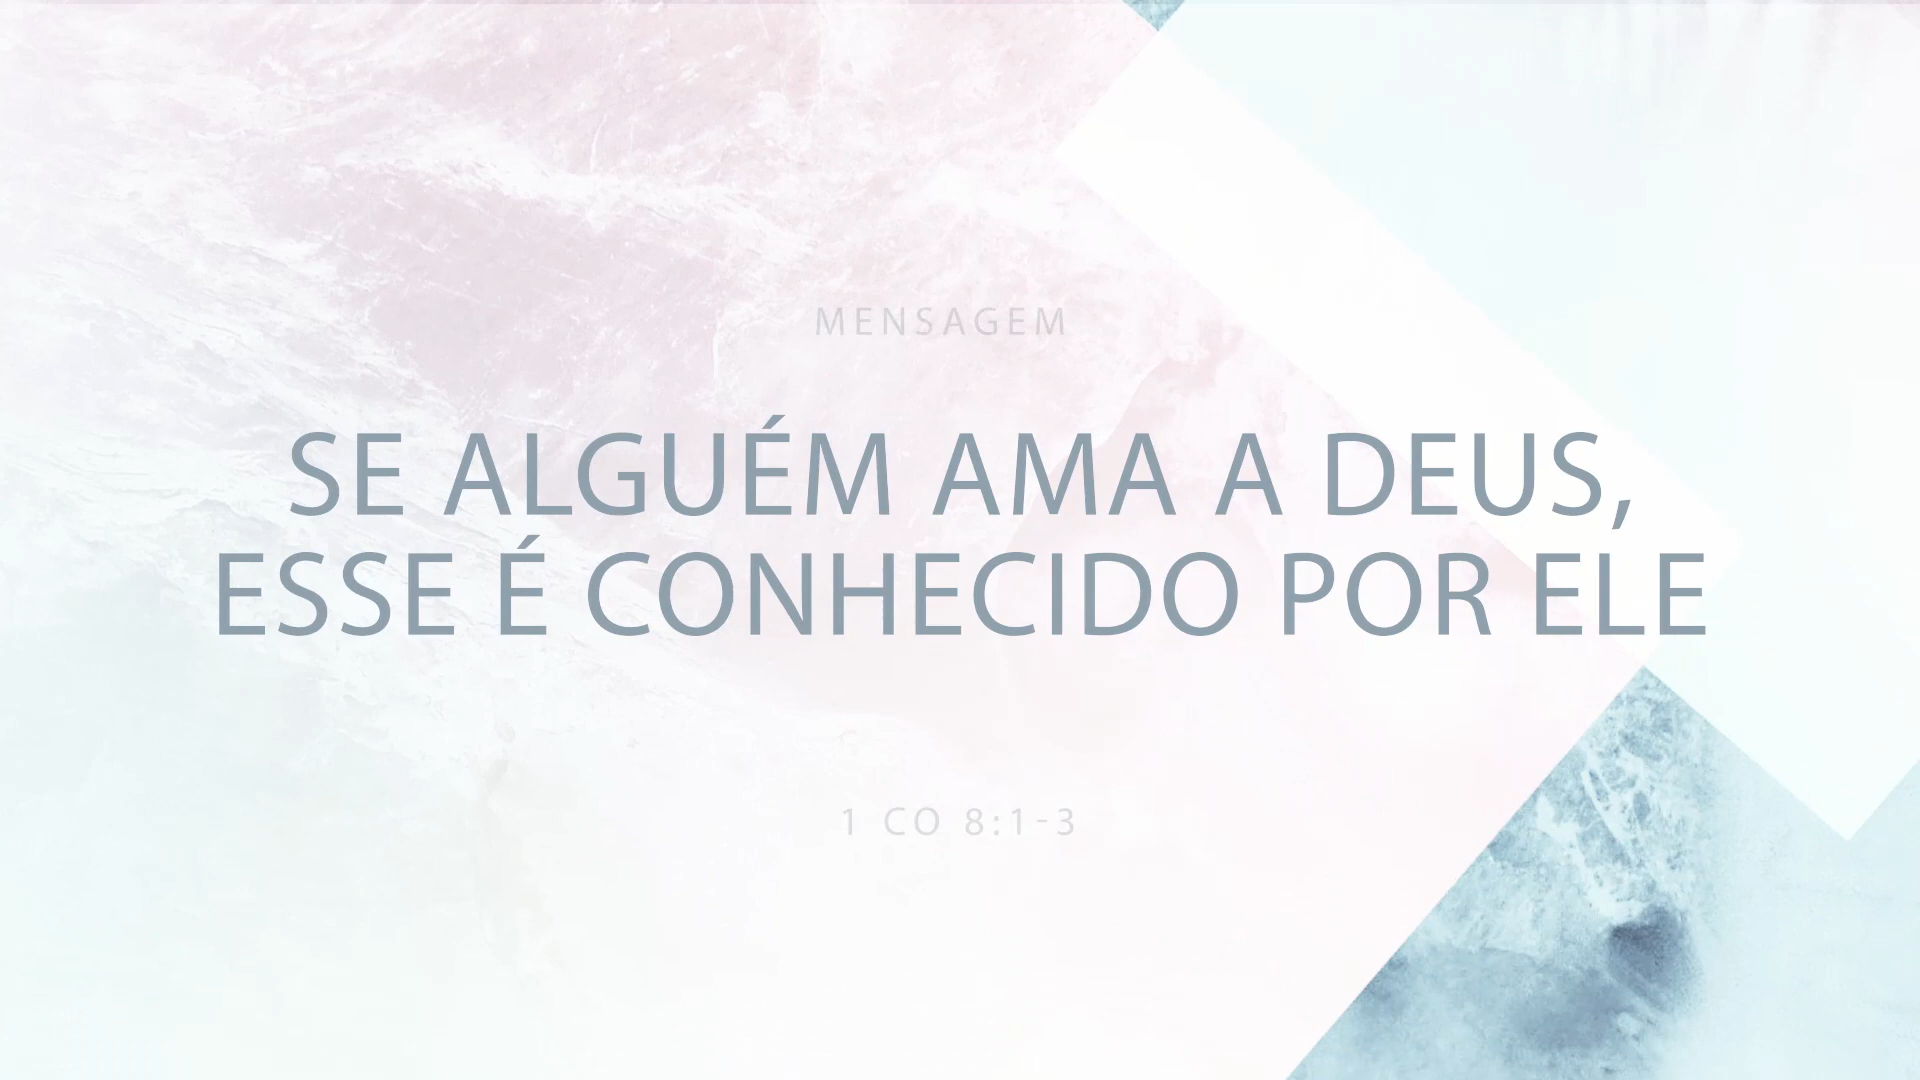 MENSAGEM
SE ALGUÉM AMA A DEUS,
ESSE É CONHECIDO POR ELE
1 CO 8:1-3